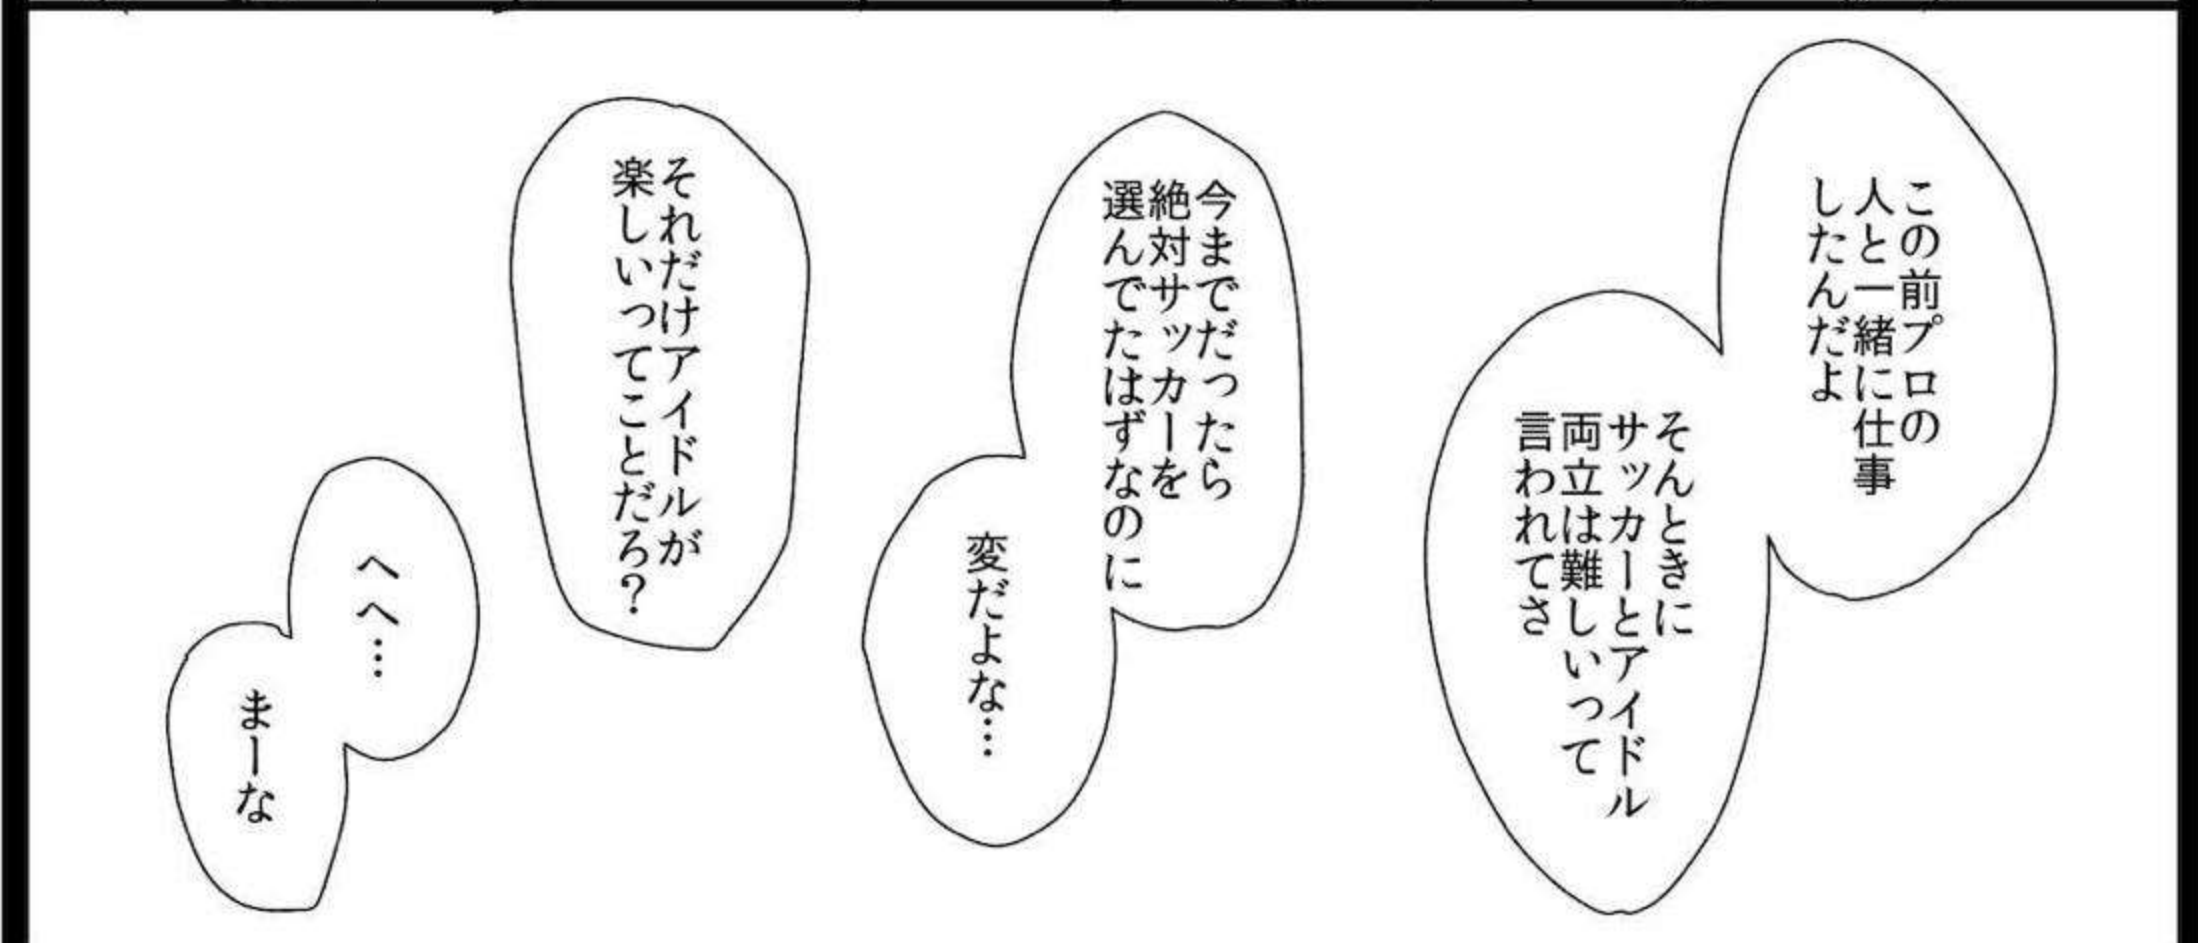 この前プロの
人と一緒に仕事
したんだよ
そんときに
サッカーとアイドル
両立は難しいって
言われてさ
今までだったら
絶対サッカーを
選んでたはずなのに
変だよな…
それだけアイドルが
楽しいってことだろ？
へへ…
まーな